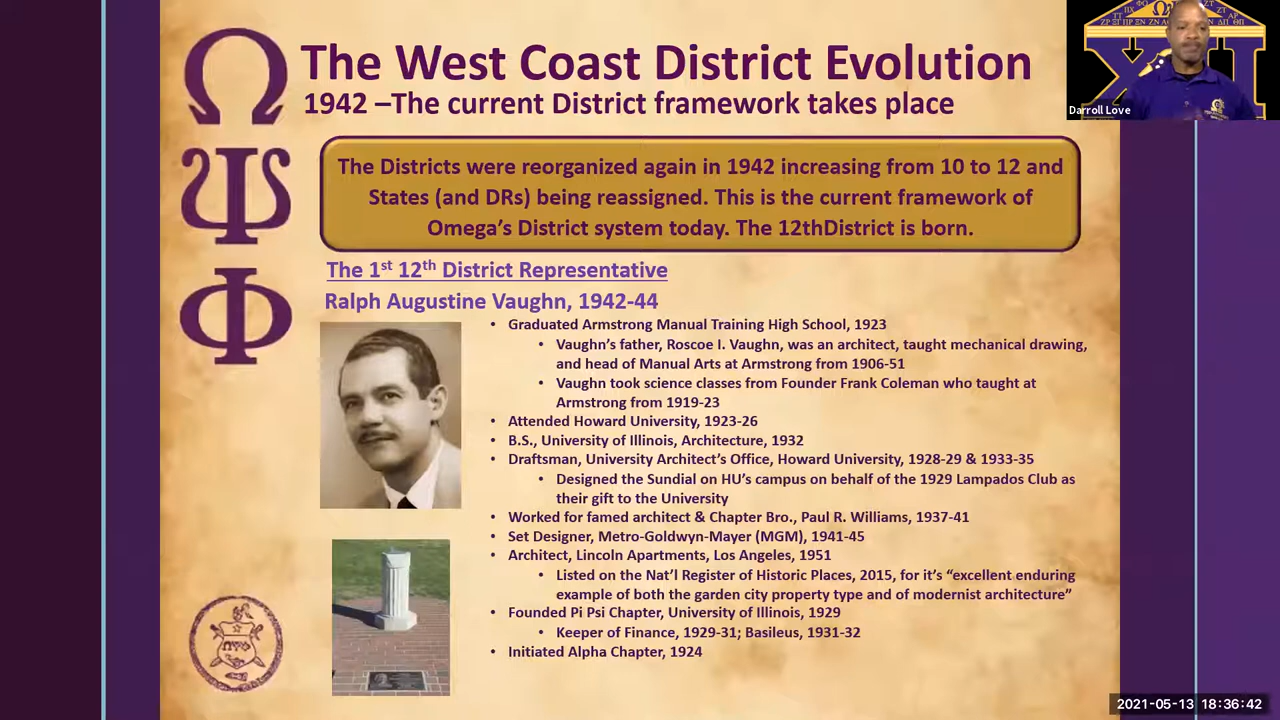 Ω
Ψ
Φ
The West Coast District Evolution
1942 –The current District framework takes place
Darroll Love
The Districts were reorganized again in 1942 increasing from 10 to 12 and
States (and DRs) being reassigned. This is the current framework of
Omega's District system today. The 12thDistrict is born.
The 1st 12th District Representative
Ralph Augustine Vaughn, 1942-44
• Graduated Armstrong Manual Training High School, 1923
• Vaughn's father, Roscoe I. Vaughn, was an architect, taught mechanical drawing,
and head of Manual Arts at Armstrong from 1906-51
• Vaughn took science classes from Founder Frank Coleman who taught at
Armstrong from 1919-23
• Attended Howard University, 1923-26
• B.S., University of Illinois, Architecture, 1932
• Draftsman, University Architect's Office, Howard University, 1928-29 & 1933-35
• Designed the Sundial on HU's campus on behalf of the 1929 Lampados Club as
their gift to the University
• Worked for famed architect & Chapter Bro., Paul R. Williams, 1937-41
• Set Designer, Metro-Goldwyn-Mayer (MGM), 1941-45
• Architect, Lincoln Apartments, Los Angeles, 1951
• Listed on the Nat'l Register of Historic Places, 2015, for it's “excellent enduring
example of both the garden city property type and of modernist architecture”
• Founded Pi Psi Chapter, University of Illinois, 1929
• Keeper of Finance, 1929-31; Basileus, 1931-32
• Initiated Alpha Chapter, 1924
2021-05-13 18:36:42